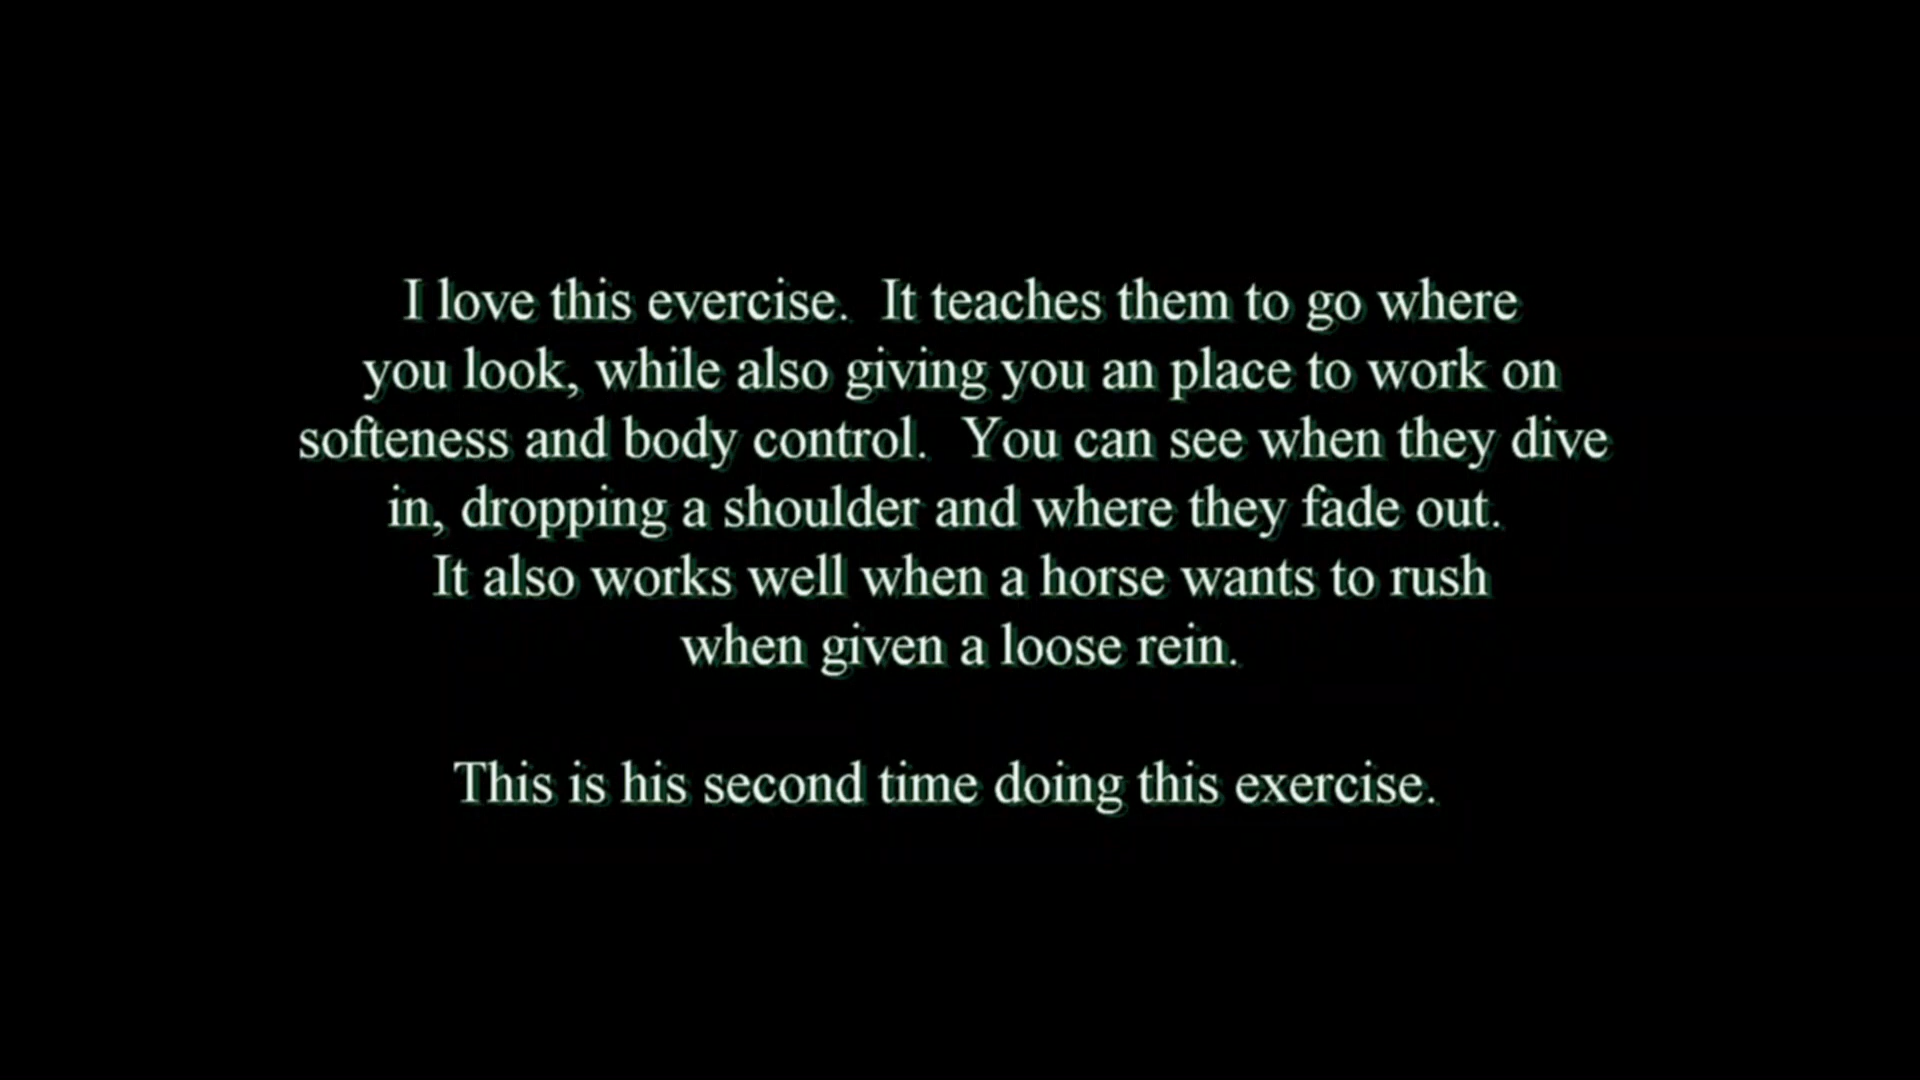 I love this evercise.  It teaches them to go where
you look, while also giving you an place to work on
softeness and body control.  You can see when they dive
in, dropping a shoulder and where they fade out.
It also works well when a horse wants to rush
when given a loose rein.
This is his second time doing this exercise.